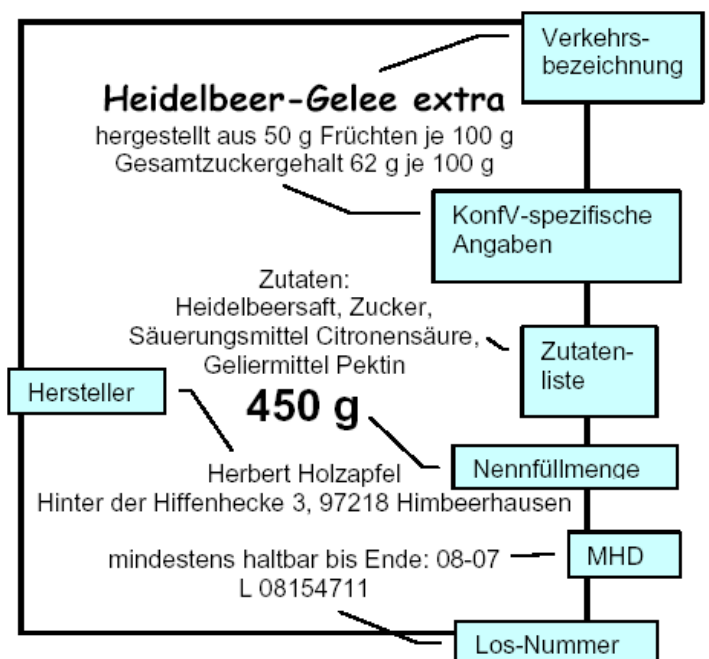 Verkehrs-
bezeichnung
Heidelbeer-Gelee extra
hergestellt aus 50 g Früchten je 100 g
Gesamtzuckergehalt 62 g je 100 g
KonfV-spezifische
Angaben
Zutaten:
Heidelbeersaft, Zucker,
Säuerungsmittel Citronensäure,
Geliermittel Pektin
Zutaten-
liste
Hersteller
450 g
Nennfüllmenge
Herbert Holzapfel
Hinter der Hiffenhecke 3, 97218 Himbeerhausen
mindestens haltbar bis Ende: 08-07
MHD
L 08154711
Los-Nummer